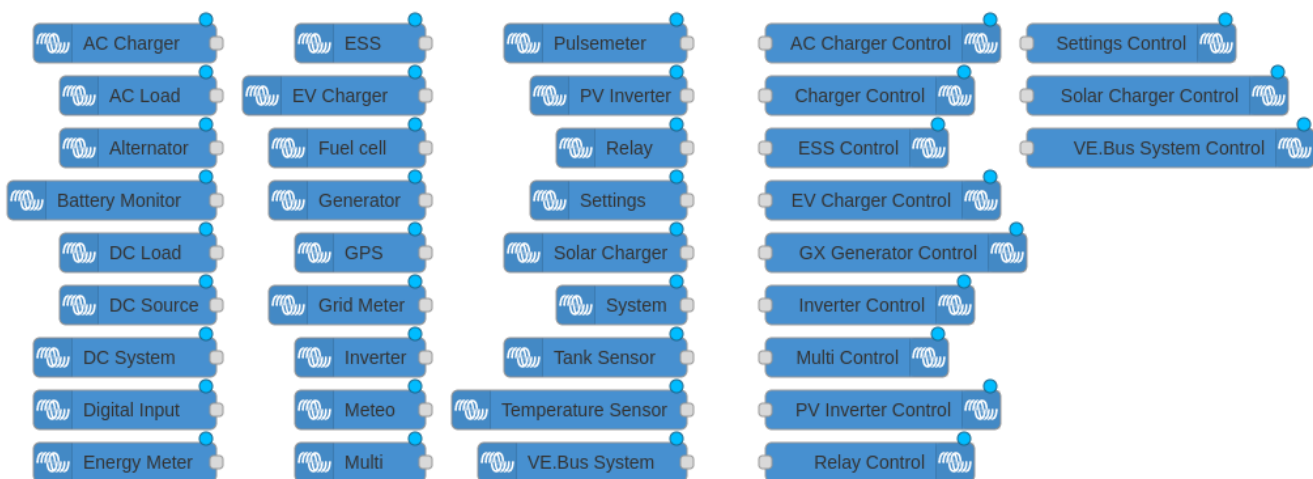 AC Charger
AC Load
Alternator
Battery Monitor
DC Load
DC Source
DC System
Digital Input
Energy Meter
ESS
EV Charger
Fuel cell
Generator
GPS
Grid Meter
Inverter
Meteo
Multi
Pulsemeter
PV Inverter
Relay
Settings
Solar Charger
System
Tank Sensor
Temperature Sensor
VE.Bus System
AC Charger Control
Charger Control
ESS Control
EV Charger Control
GX Generator Control
Inverter Control
Multi Control
PV Inverter Control
Relay Control
Settings Control
Solar Charger Control
VE.Bus System Control